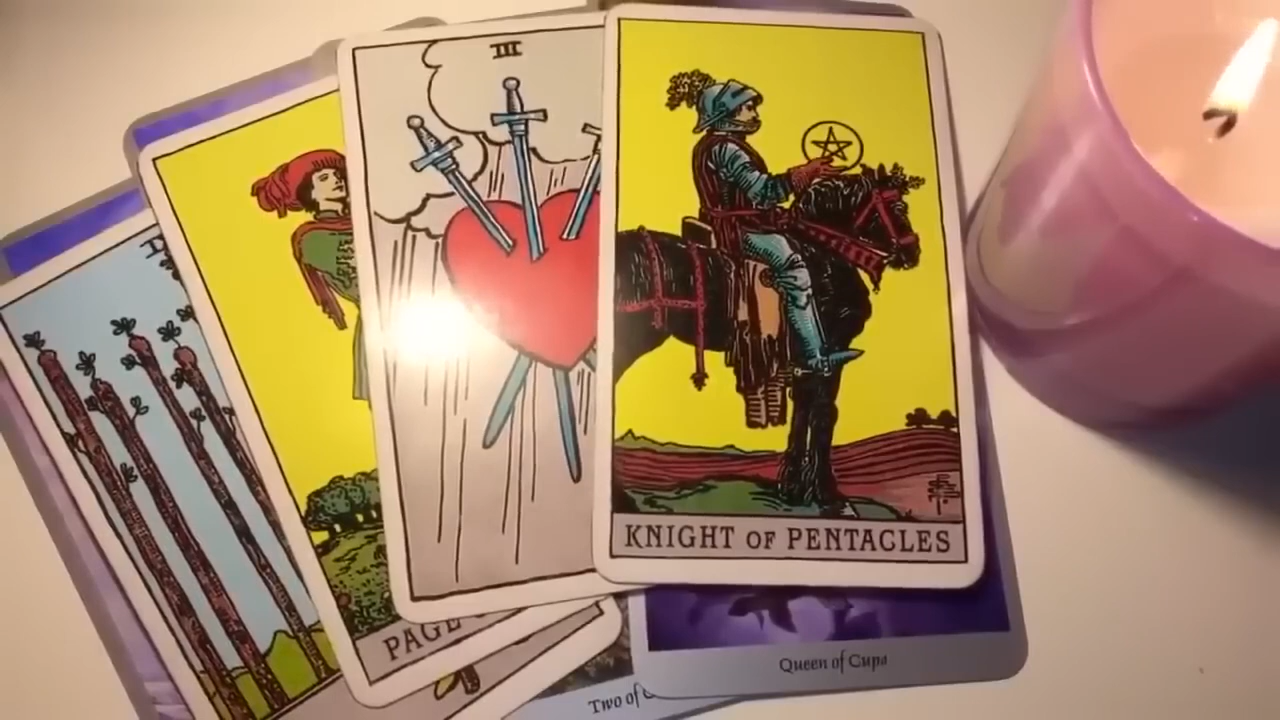 III
KNIGHT OF PENTACLES
PAGE
Queen of Cups
Two of